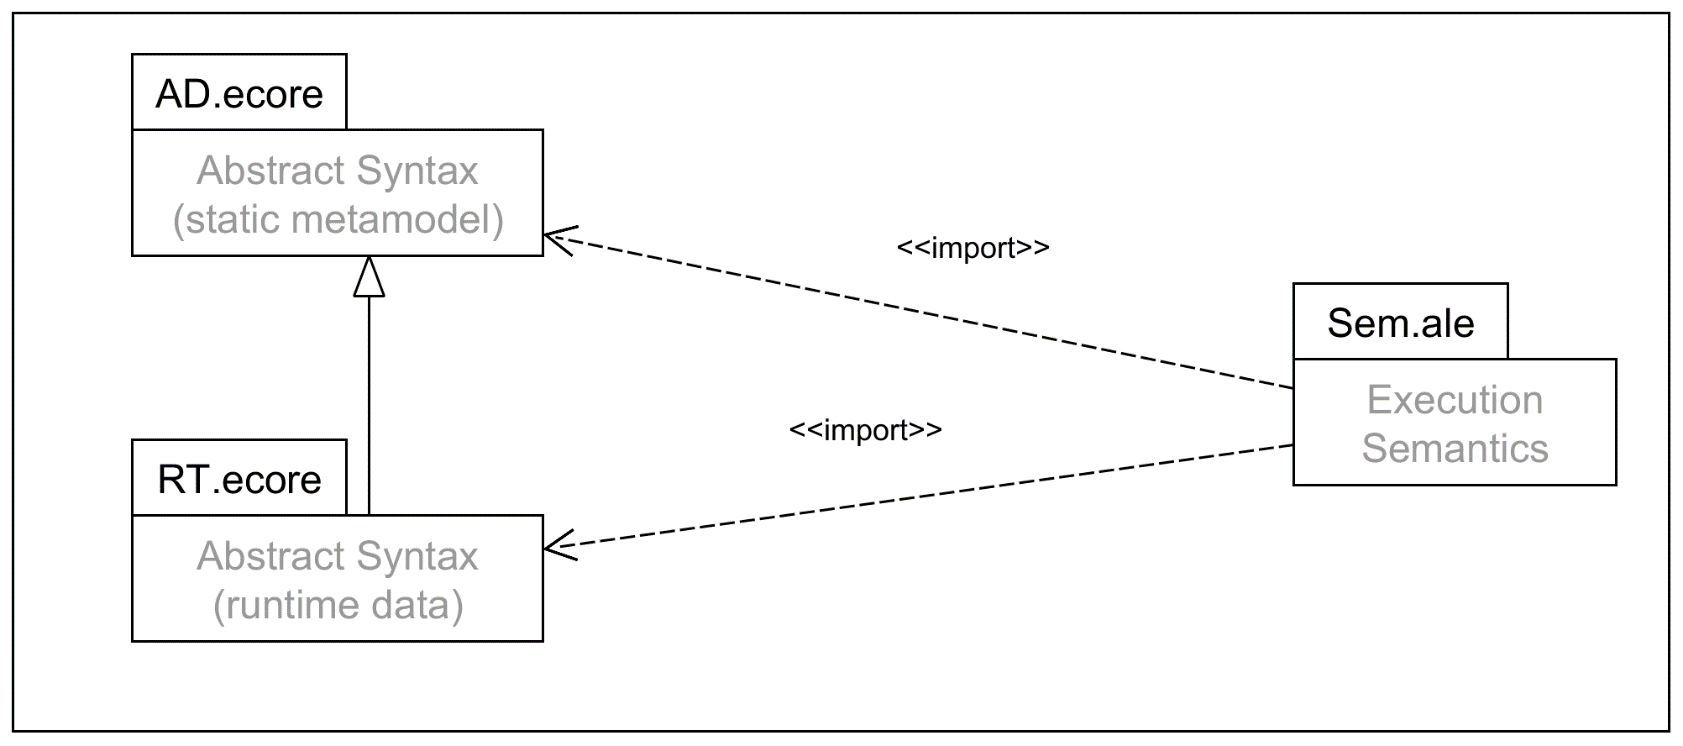 AD.ecore
Abstract Syntax
(static metamodel)
<<import>>
Sem.ale
Execution
Semantics
<<import>>
RT.ecore
Abstract Syntax
(runtime data)